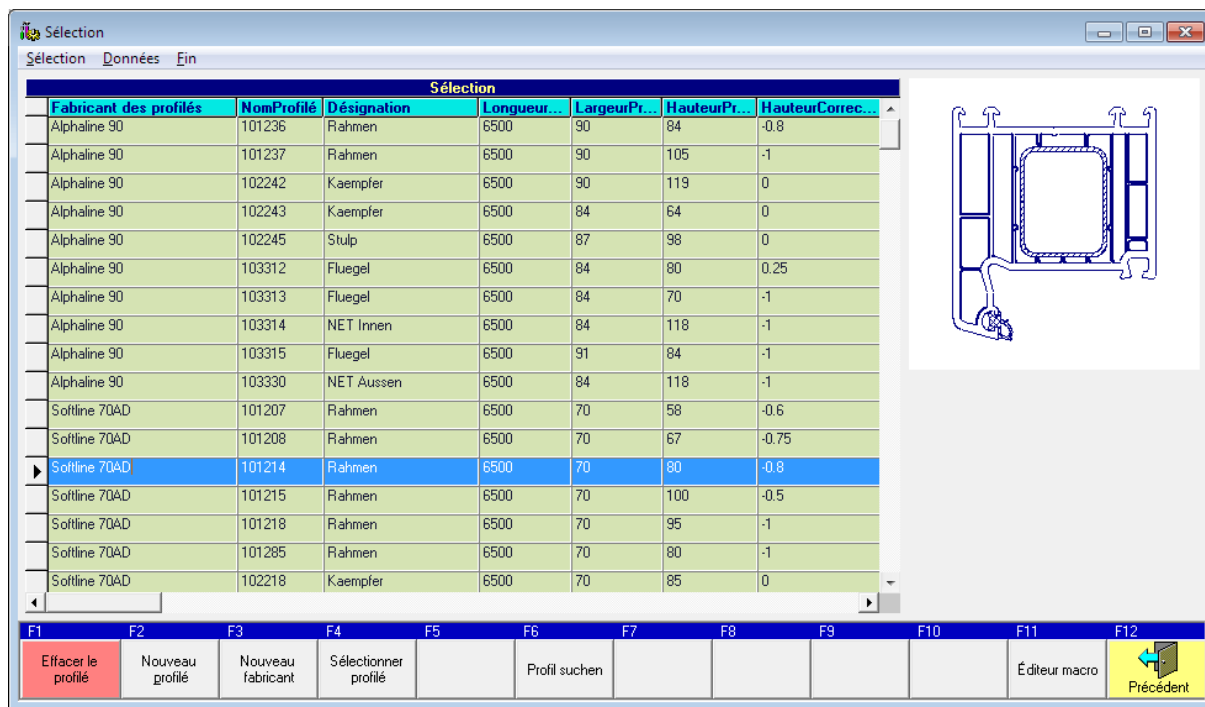 Sélection
Sélection Données Fin
Sélection
Fabricant des profilés NomProfilé Désignation Longueur... LargeurPr... HauteurPr... HauteurCorrec...
Alphaline 90 101236 Rahmen 6500 90 84 -0.8
Alphaline 90 101237 Rahmen 6500 90 105 -1
Alphaline 90 102242 Kaempfer 6500 90 119 0
Alphaline 90 102243 Kaempfer 6500 84 64 0
Alphaline 90 102245 Stulp 6500 87 98 0
Alphaline 90 103312 Fluegel 6500 84 80 0.25
Alphaline 90 103313 Fluegel 6500 84 70 -1
Alphaline 90 103314 NET Innen 6500 84 118 -1
Alphaline 90 103315 Fluegel 6500 91 84 -1
Alphaline 90 103330 NET Aussen 6500 84 118 -1
Softline 70AD 101207 Rahmen 6500 70 58 -0.6
Softline 70AD 101208 Rahmen 6500 70 67 -0.75
Softline 70AD 101214 Rahmen 6500 70 80 -0.8
Softline 70AD 101215 Rahmen 6500 70 100 -0.5
Softline 70AD 101218 Rahmen 6500 70 95 -1
Softline 70AD 101285 Rahmen 6500 70 80 -1
Softline 70AD 102218 Kaempfer 6500 70 85 0
F1 F2 F3 F4 F5 F6 F7 F8 F9 F10 F11 F12
Effacer le profilé
Nouveau profilé
Nouveau fabricant
Sélectionner profilé
Profil suchen
Éditeur macro
Précédent